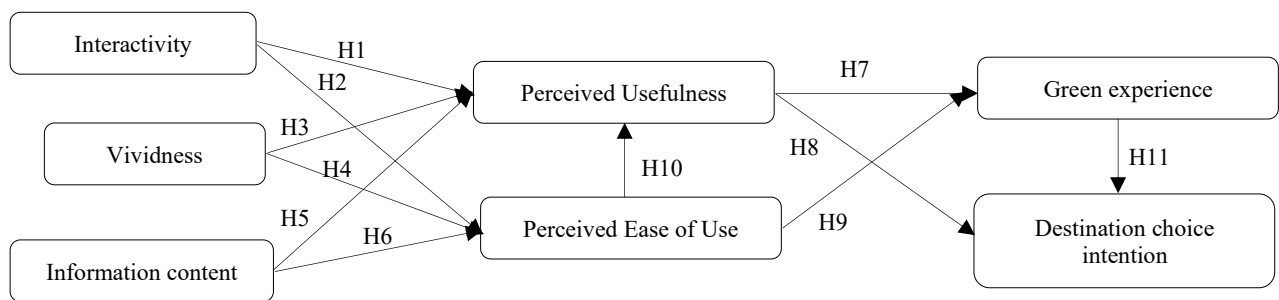 Interactivity
H1
H2
Perceived Usefulness
H7
Green experience
H3
Vividness
H4
H10
H8
H11
H5
H6
Perceived Ease of Use
H9
Destination choice
intention
Information content